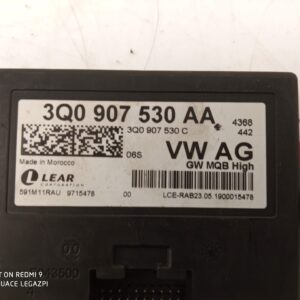 3Q0 907 530 AA
4368
3Q0 907 530 C
442
06S
VW AG
Made in Morocco
GW MQB High
LEAR
CORPORATION
591M11RAU 9715478
00
LCE-RAB23.05.1900015478
43500
T ON REDMI 9
UACE LEGAZPI